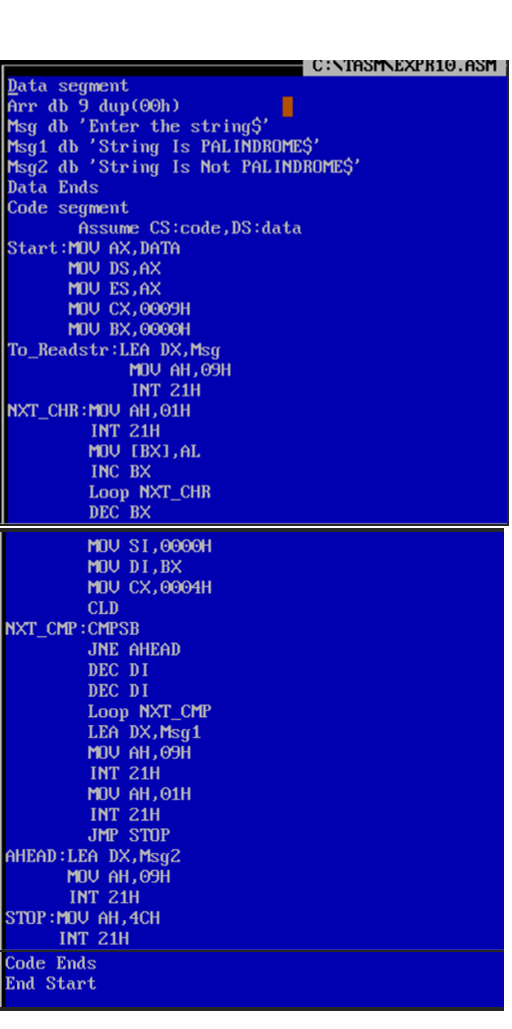 C:\TASM\EXPR10.ASM
Data segment
Arr db 9 dup(00h)
Msg db 'Enter the string$'
Msg1 db 'String Is PALINDROME$'
Msg2 db 'String Is Not PALINDROME$'
Data Ends
Code segment
        Assume CS:code,DS:data
Start:MOV AX,DATA
      MOV DS,AX
      MOV ES,AX
      MOV CX,0009H
      MOV BX,0000H
To_Readstr:LEA DX,Msg
           MOV AH,09H
           INT 21H
NXT_CHR:MOV AH,01H
        INT 21H
        MOV [BX],AL
        INC BX
        Loop NXT_CHR
        DEC BX
        MOV SI,0000H
        MOV DI,BX
        MOV CX,0004H
        CLD
NXT_CMP:CMPSB
        JNE AHEAD
        DEC DI
        DEC DI
        Loop NXT_CMP
        LEA DX,Msg1
        MOV AH,09H
        INT 21H
        MOV AH,01H
        INT 21H
        JMP STOP
AHEAD:LEA DX,Msg2
      MOV AH,09H
      INT 21H
STOP:MOV AH,4CH
     INT 21H
Code Ends
End Start